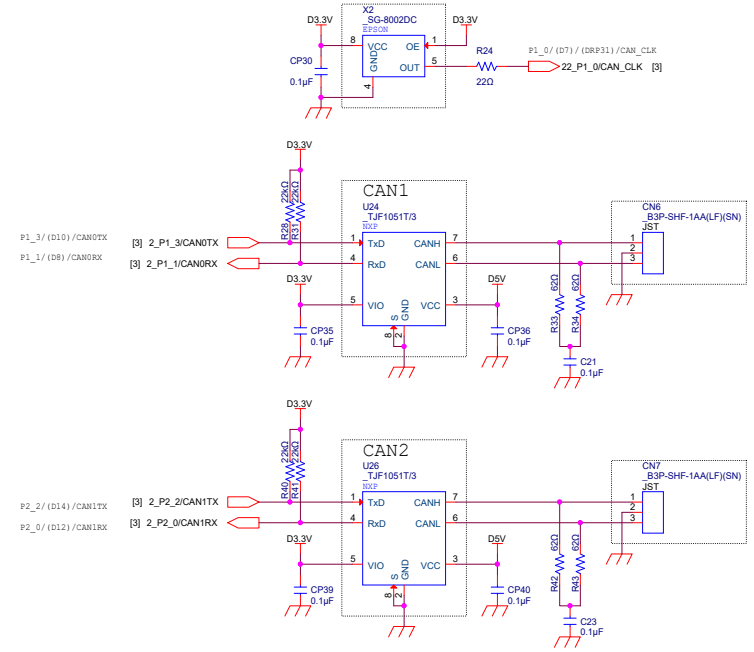 X2
_SG-8002DC
EPSON
D3.3V
D3.3V
8
VCC
OE
1
GND
OUT
5
4
CP30
0.1µF
R24
22Ω
P1_0/(D7)/(DRP31)/CAN_CLK
22_P1_0/CAN_CLK [3]
D3.3V
22kΩ
22kΩ
R28
R31
CAN1
U24
_TJF1051T/3
NXP
P1_3/(D10)/CAN0TX
[3] 2_P1_3/CAN0TX
1
TxD
CANH
7
P1_1/(D8)/CAN0RX
[3] 2_P1_1/CAN0RX
4
RxD
CANL
6
D3.3V
5
VIO
VCC
3
D5V
S
GND
8
2
CP35
0.1µF
CP36
0.1µF
62Ω
62Ω
R33
R34
C21
0.1µF
CN6
_B3P-SHF-1AA(LF)(SN)
JST
1
2
3
D3.3V
22kΩ
22kΩ
R40
R41
CAN2
U26
_TJF1051T/3
NXP
P2_2/(D14)/CAN1TX
[3] 2_P2_2/CAN1TX
1
TxD
CANH
7
P2_0/(D12)/CAN1RX
[3] 2_P2_0/CAN1RX
4
RxD
CANL
6
D3.3V
5
VIO
VCC
3
D5V
S
GND
8
2
CP39
0.1µF
CP40
0.1µF
62Ω
62Ω
R42
R43
C23
0.1µF
CN7
_B3P-SHF-1AA(LF)(SN)
JST
1
2
3